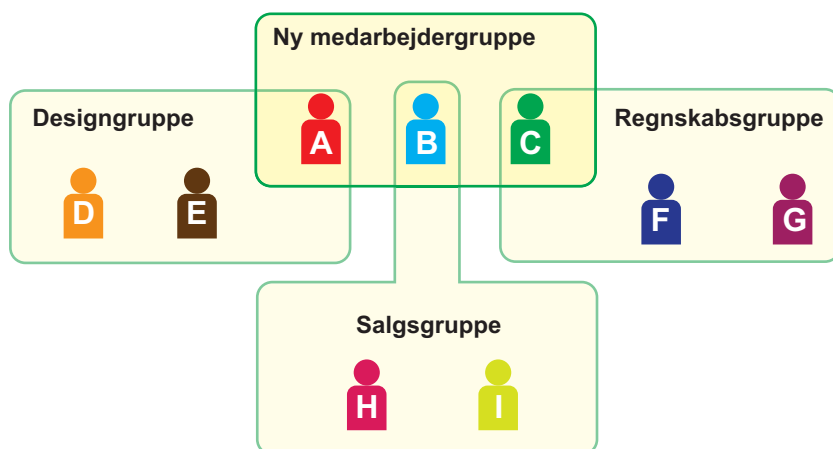 Ny medarbejdergruppe
Designgruppe
Regnskabsgruppe
A
B
C
D
E
F
G
Salgsgruppe
H
I